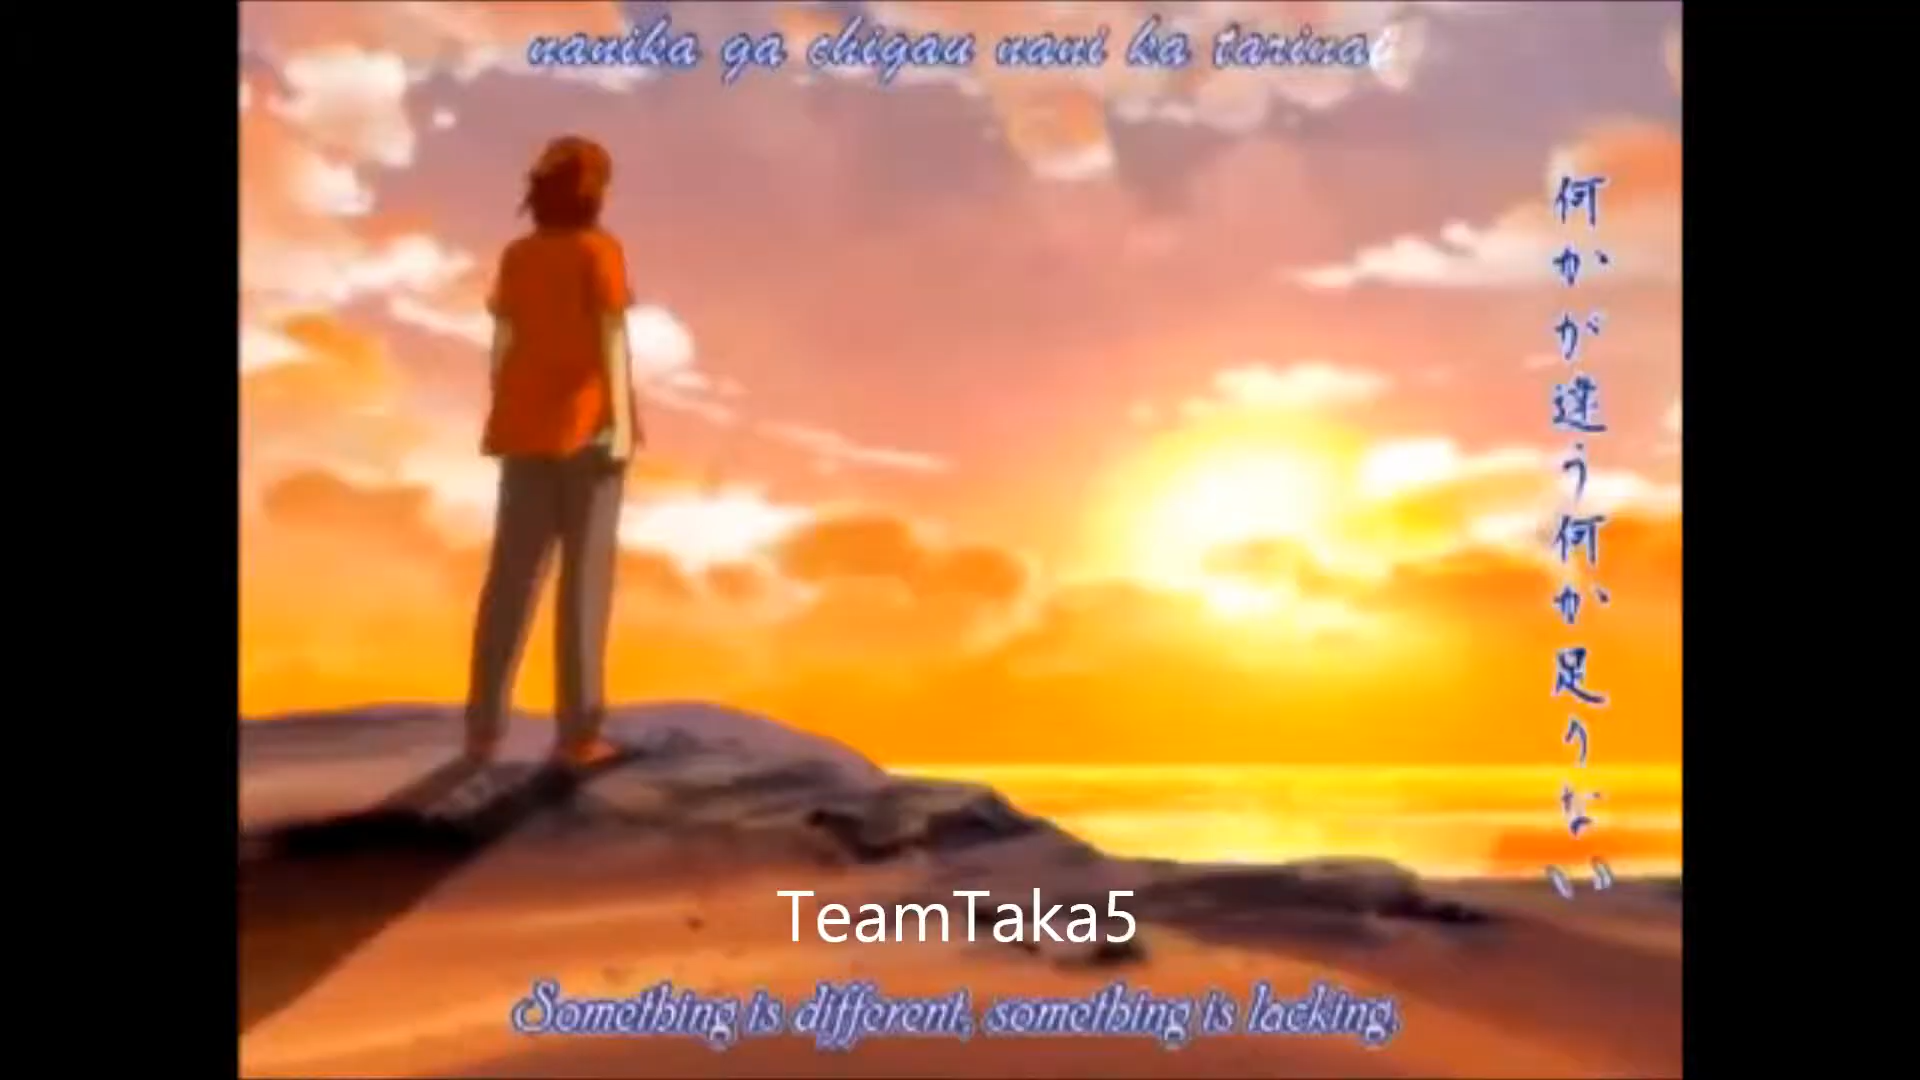 nanika ga chigau nani ka tarinai
何かが違う何か足りない
TeamTaka5
Something is different, something is lacking.